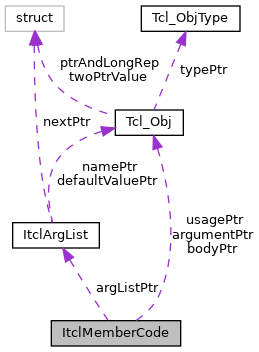 struct
Tcl_ObjType
ptrAndLongRep
twoPtrValue
typePtr
nextPtr
Tcl_Obj
namePtr
defaultValuePtr
usagePtr
argumentPtr
bodyPtr
ItclArgList
argListPtr
ItclMemberCode